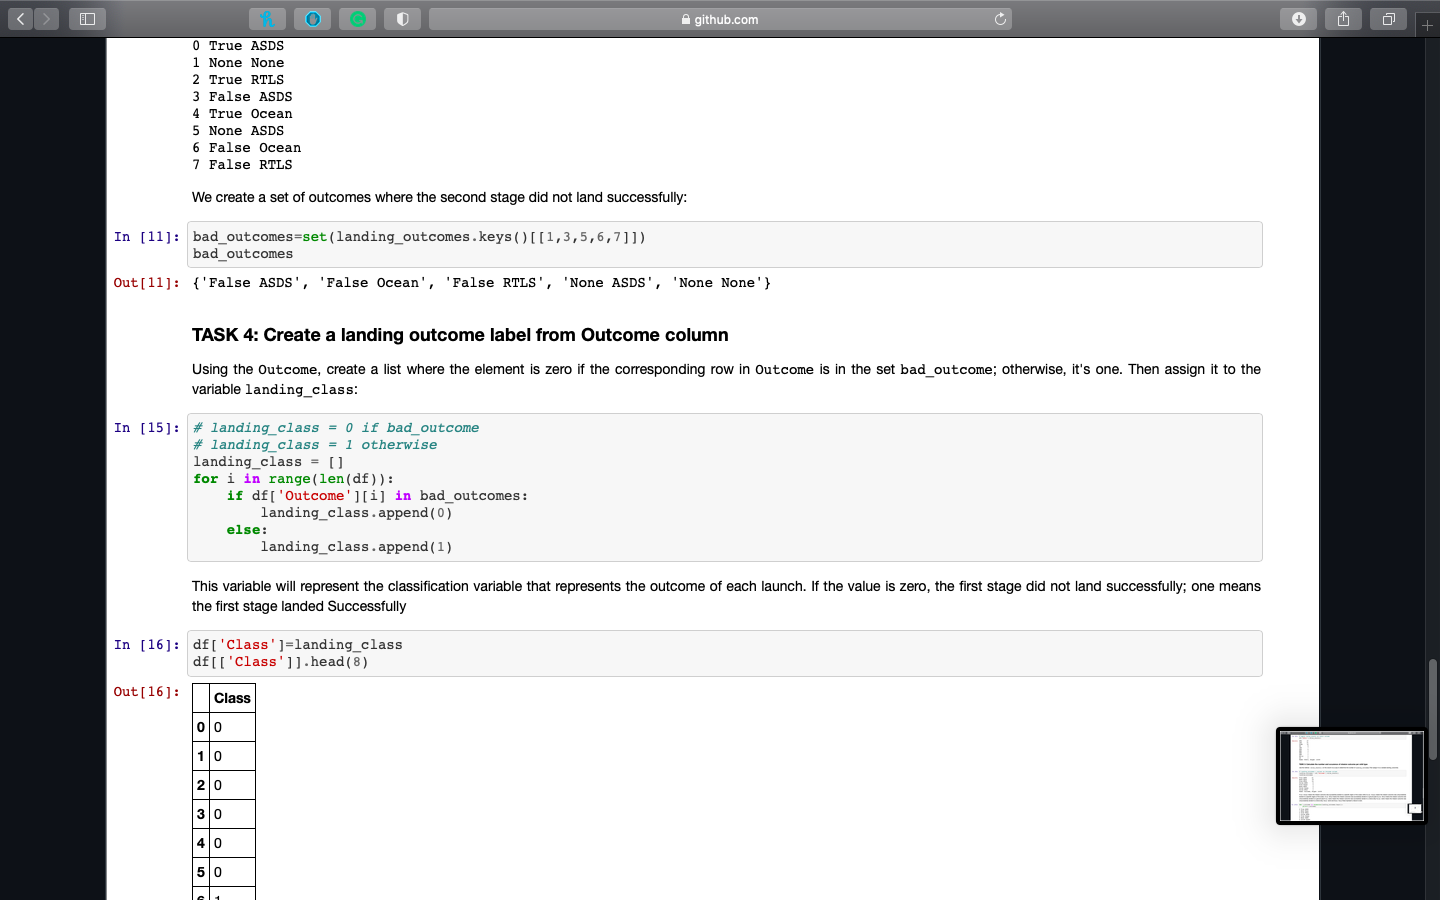 github.com
0 True ASDS
1 None None
2 True RTLS
3 False ASDS
4 True Ocean
5 None ASDS
6 False Ocean
7 False RTLS
We create a set of outcomes where the second stage did not land successfully:
In [11]: bad_outcomes=set(landing_outcomes.keys()[[1,3,5,6,7]])
bad_outcomes
Out[11]: {'False ASDS', 'False Ocean', 'False RTLS', 'None ASDS', 'None None'}
TASK 4: Create a landing outcome label from Outcome column
Using the Outcome, create a list where the element is zero if the corresponding row in Outcome is in the set bad_outcome; otherwise, it's one. Then assign it to the
variable landing_class:
In [15]: # landing_class = 0 if bad_outcome
# landing_class = 1 otherwise
landing_class = []
for i in range(len(df)):
    if df['Outcome'][i] in bad_outcomes:
        landing_class.append(0)
    else:
        landing_class.append(1)
This variable will represent the classification variable that represents the outcome of each launch. If the value is zero, the first stage did not land successfully; one means
the first stage landed Successfully
In [16]: df['Class']=landing_class
df[['Class']].head(8)
Out[16]: Class
0 0
1 0
2 0
3 0
4 0
5 0
6 1